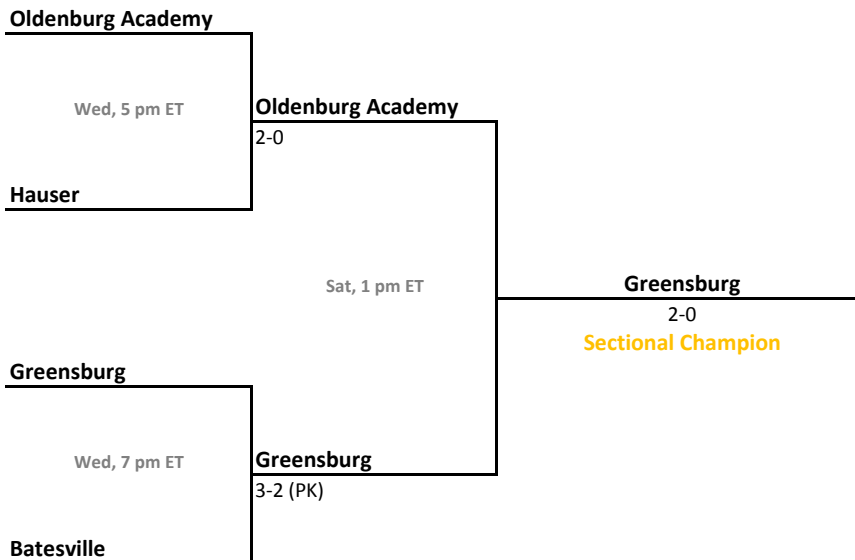 Oldenburg Academy
Wed, 5 pm ET
Oldenburg Academy
2-0
Hauser
Sat, 1 pm ET
Greensburg
2-0
Sectional Champion
Greensburg
Wed, 7 pm ET
Greensburg
3-2 (PK)
Batesville